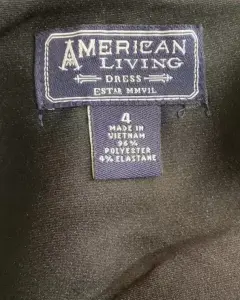 AMERICAN
LIVING
DRESS
ESTAB MMVII.
4
MADE IN
VIETNAM
96%
POLYESTER
4% ELASTANE